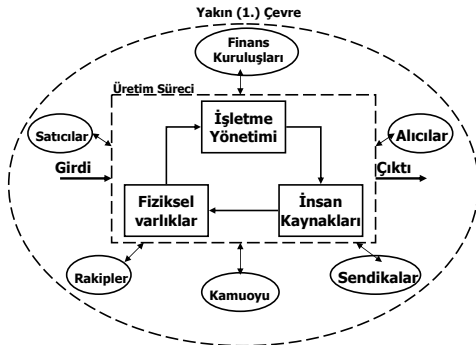 Yakın (1.) Çevre
Finans
Kuruluşları
Üretim Süreci
İşletme
Yönetimi
Satıcılar
Alıcılar
Girdi
Çıktı
Fiziksel
varlıklar
İnsan
Kaynakları
Rakipler
Kamuoyu
Sendikalar